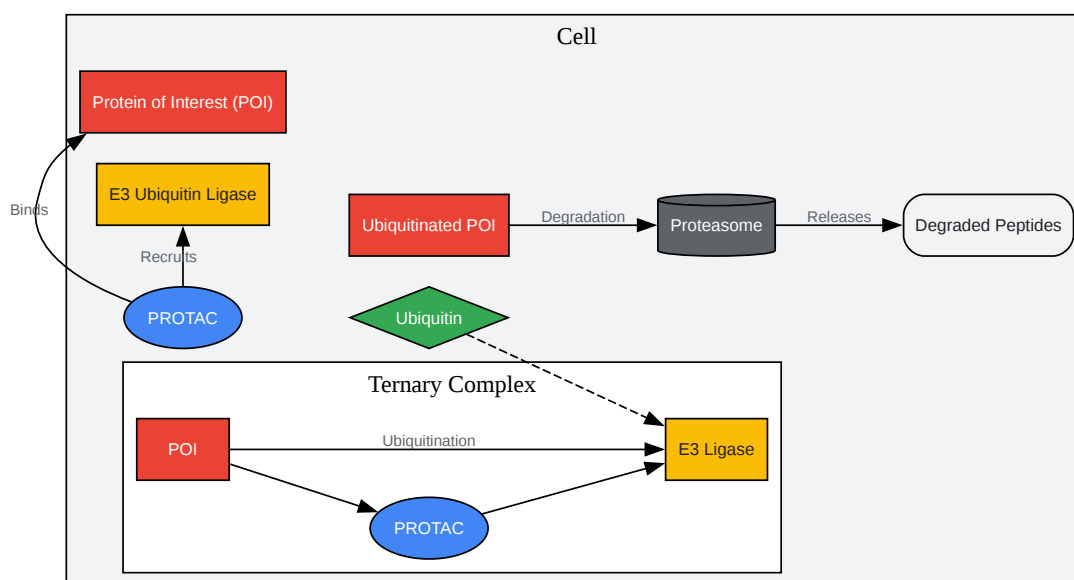 Cell
Protein of Interest (POI)
Binds
E3 Ubiquitin Ligase
Recruits
PROTAC
Ubiquitinated POI
Degradation
Proteasome
Releases
Degraded Peptides
Ubiquitin
Ternary Complex
POI
Ubiquitination
E3 Ligase
PROTAC